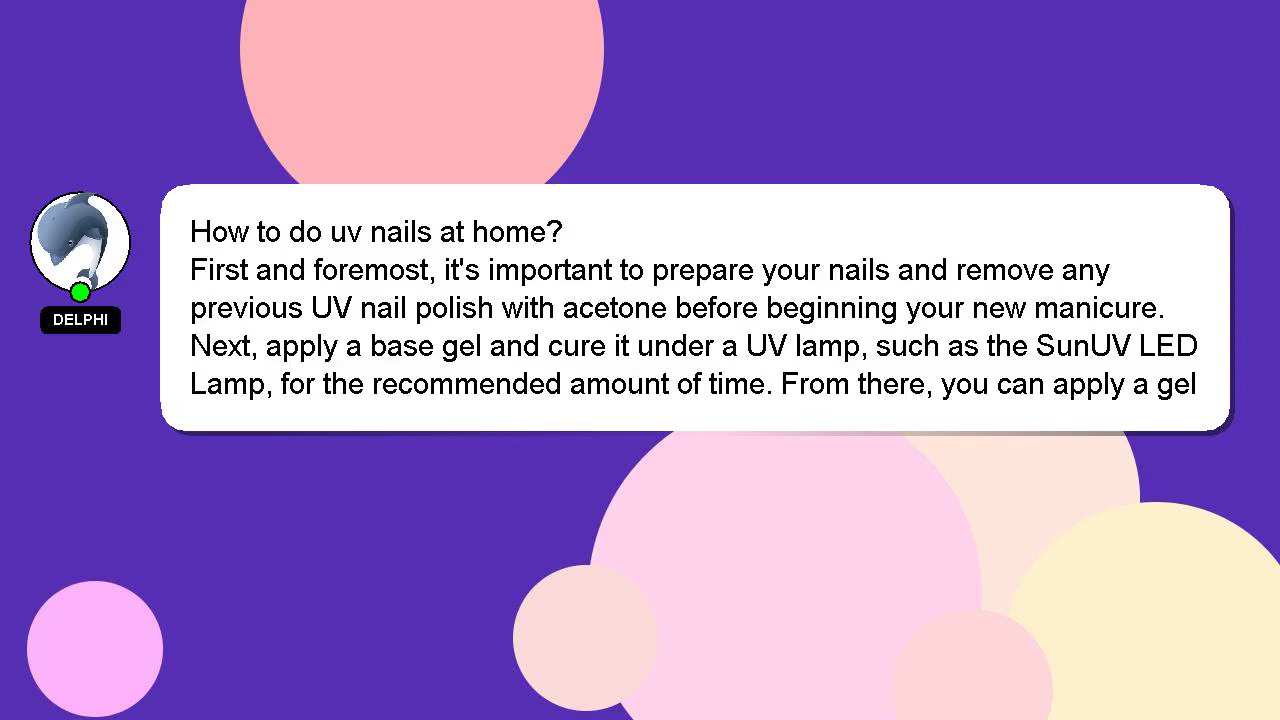 DELPHI
How to do uv nails at home?
First and foremost, it's important to prepare your nails and remove any
previous UV nail polish with acetone before beginning your new manicure.
Next, apply a base gel and cure it under a UV lamp, such as the SunUV LED
Lamp, for the recommended amount of time. From there, you can apply a gel